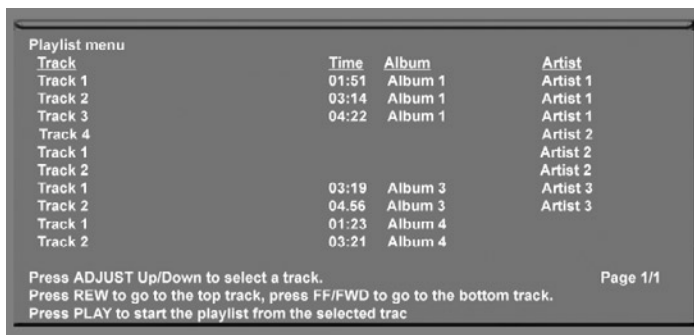 Playlist menu
Track Time Album Artist
Track 1 01:51 Album 1 Artist 1
Track 2 03:14 Album 1 Artist 1
Track 3 04:22 Album 1 Artist 1
Track 4 Artist 2
Track 1 Artist 2
Track 2 Artist 2
Track 1 03:19 Album 3 Artist 3
Track 2 04.56 Album 3 Artist 3
Track 1 01:23 Album 4
Track 2 03:21 Album 4
Press ADJUST Up/Down to select a track. Page 1/1
Press REW to go to the top track, press FF/FWD to go to the bottom track.
Press PLAY to start the playlist from the selected trac